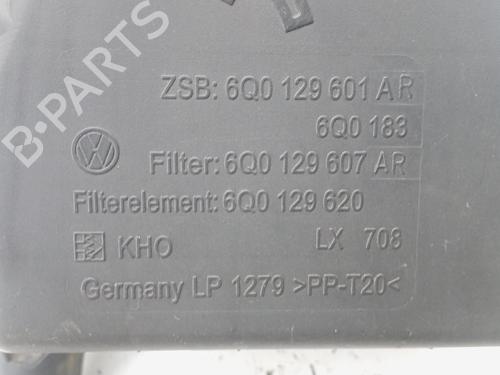 ZSB: 6Q0 129 601 AR
6Q0 183
Filter: 6Q0 129 607 AR
Filterelement: 6Q0 129 620
KHO LX 708
Germany LP 1279 >PP-T20<
B-PARTS